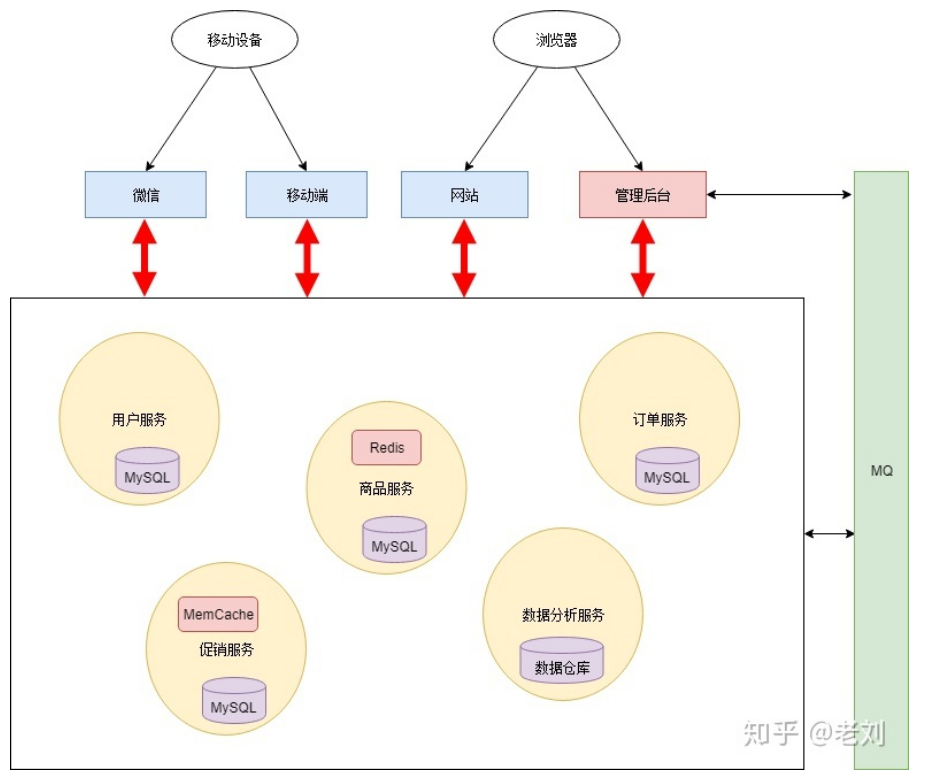 移动设备
浏览器
微信
移动端
网站
管理后台
用户服务
MySQL
Redis
商品服务
MySQL
订单服务
MySQL
MQ
MemCache
促销服务
MySQL
数据分析服务
数据仓库
知乎 @老刘